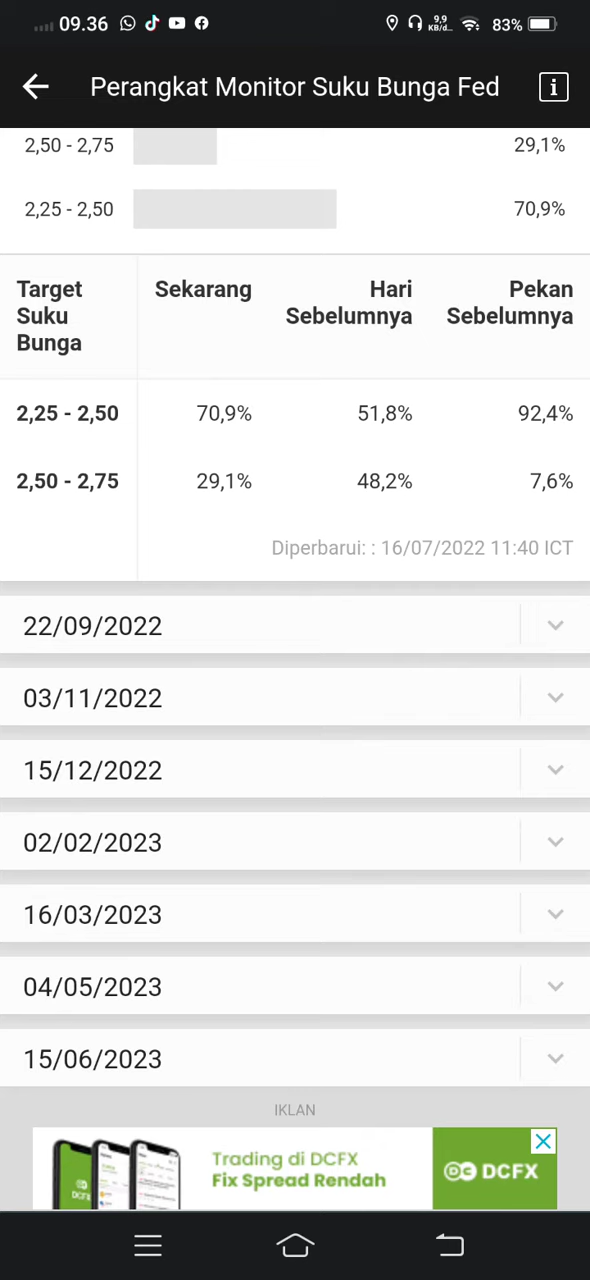 09.36
9,9
KB/d...
83%
Perangkat Monitor Suku Bunga Fed
2,50 - 2,75 29,1%
2,25 - 2,50 70,9%
Target Suku Bunga Sekarang Hari Sebelumnya Pekan Sebelumnya
2,25 - 2,50 70,9% 51,8% 92,4%
2,50 - 2,75 29,1% 48,2% 7,6%
Diperbarui: : 16/07/2022 11:40 ICT
22/09/2022
03/11/2022
15/12/2022
02/02/2023
16/03/2023
04/05/2023
15/06/2023
IKLAN
Trading di DCFX
Fix Spread Rendah
DCFX